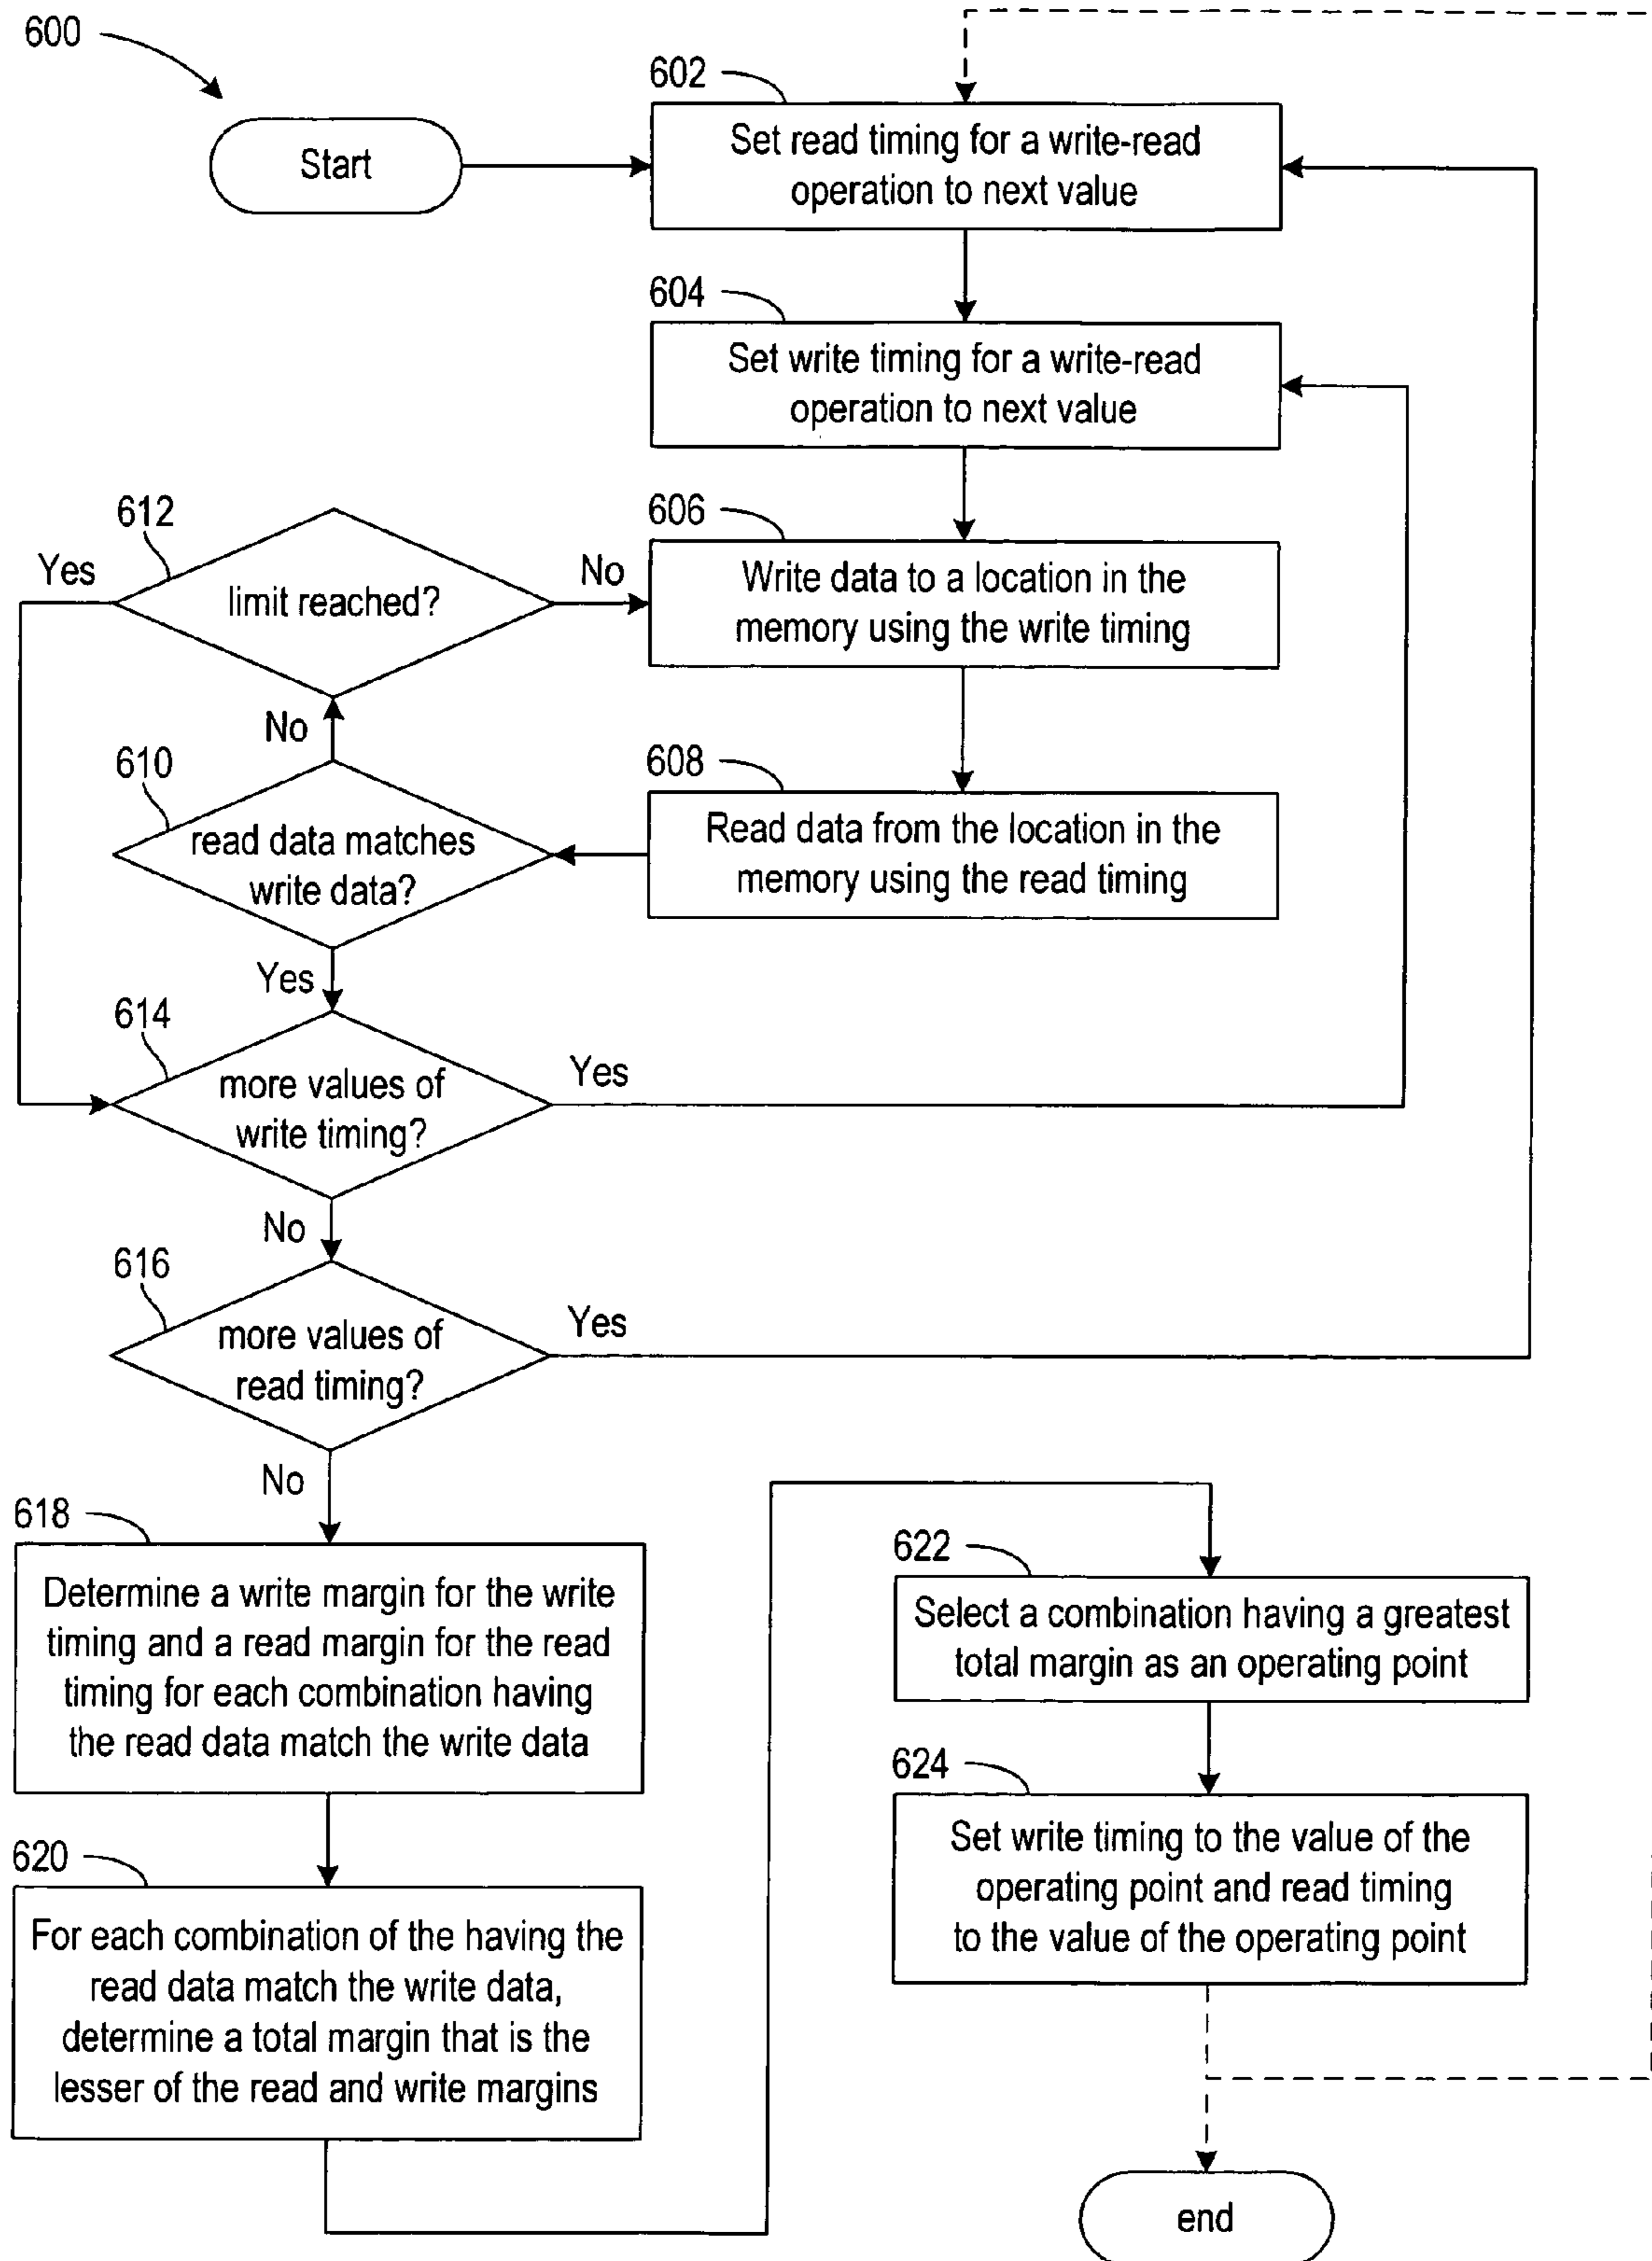 600
Start
602
Set read timing for a write-read
operation to next value
604
Set write timing for a write-read
operation to next value
606
Write data to a location in the
memory using the write timing
608
Read data from the location in the
memory using the read timing
612
Yes
limit reached?
No
No
610
read data matches
write data?
Yes
614
more values of
write timing?
Yes
No
616
more values of
read timing?
Yes
No
618
Determine a write margin for the write
timing and a read margin for the read
timing for each combination having
the read data match the write data
620
For each combination of the having the
read data match the write data,
determine a total margin that is the
lesser of the read and write margins
622
Select a combination having a greatest
total margin as an operating point
624
Set write timing to the value of the
operating point and read timing
to the value of the operating point
end